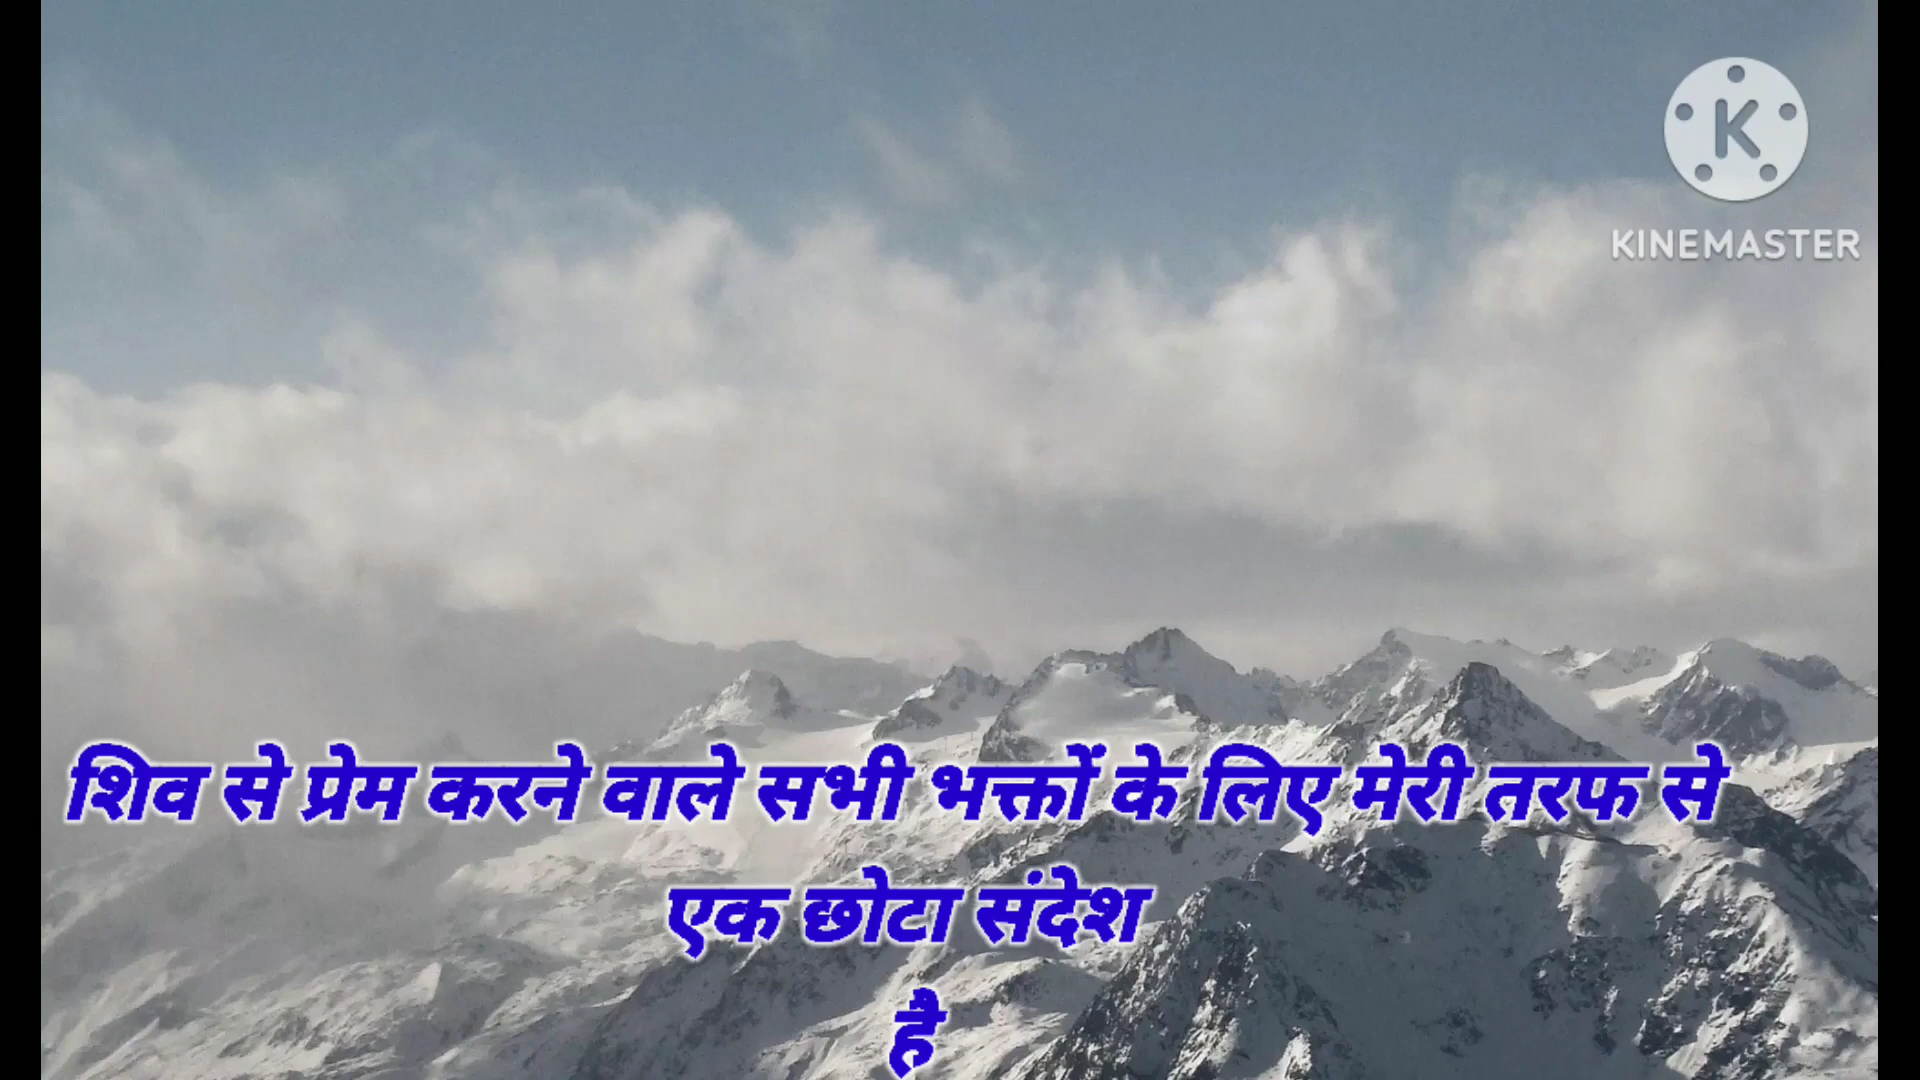 K
KINEMASTER
शिव से प्रेम करने वाले सभी भक्तों के लिए मेरी तरफ से
एक छोटा संदेश
है